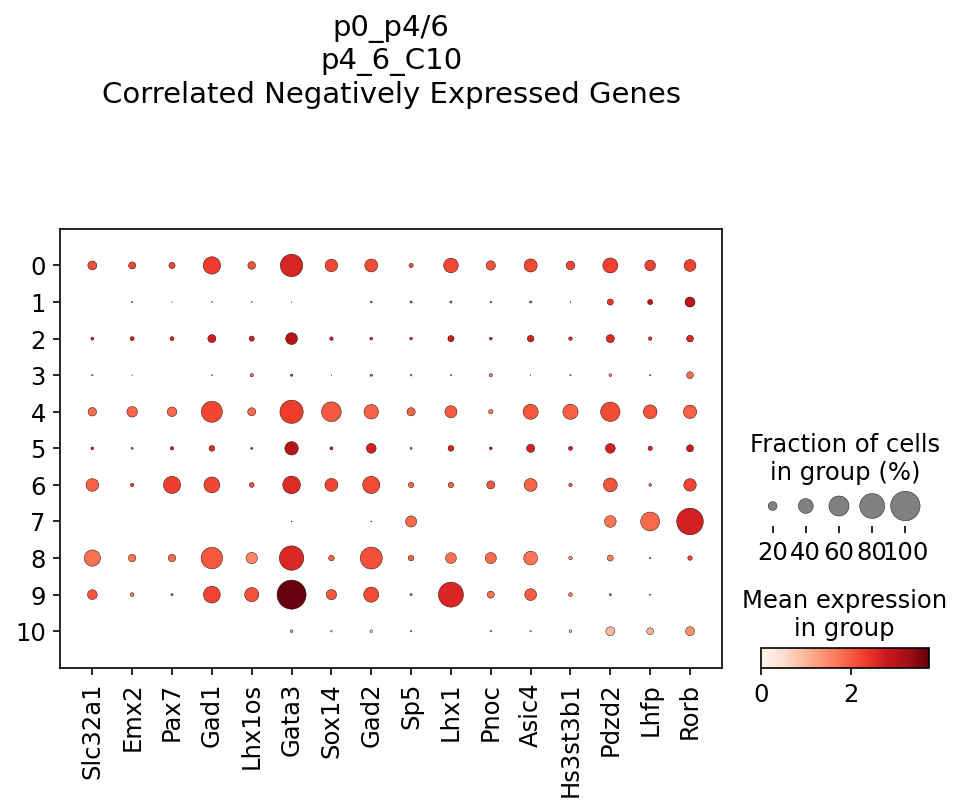 p0_p4/6
p4_6_C10
Correlated Negatively Expressed Genes
0
1
2
3
4
5
6
7
8
9
10
Slc32a1
Emx2
Pax7
Gad1
Lhx1os
Gata3
Sox14
Gad2
Sp5
Lhx1
Pnoc
Asic4
Hs3st3b1
Pdzd2
Lhfp
Rorb
Fraction of cells
in group (%)
20 40 60 80 100
Mean expression
in group
0 2